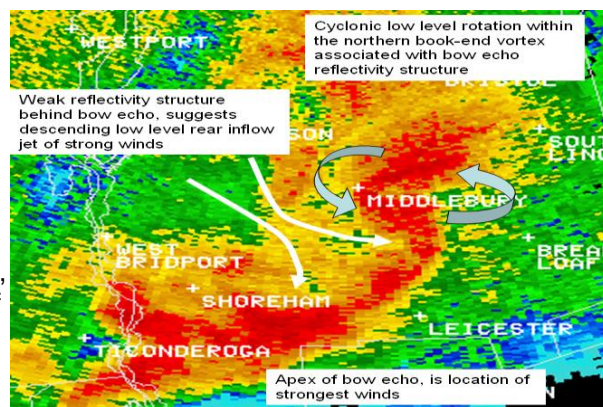 WESTPORT
Cyclonic low level rotation within
the northern book-end vortex
associated with bow echo
reflectivity structure
Weak reflectivity structure
behind bow echo, suggests
descending low level rear inflow
jet of strong winds
SON
SOU
LINC
MIDDLEBURY
WEST
BRIDPORT
BREA
LOAF
SHOREHAM
LEICESTER
TICONDEROGA
Apex of bow echo, is location of
strongest winds
N